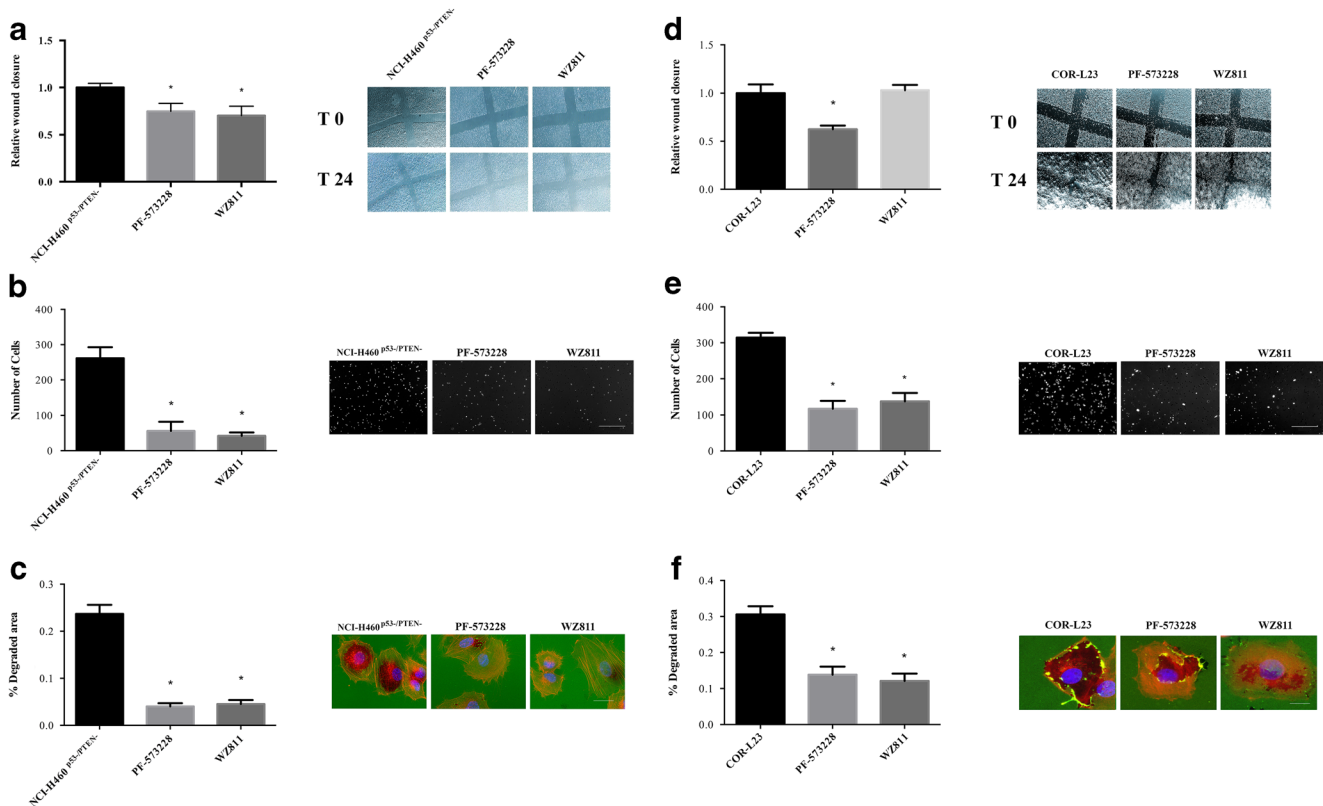 a
Relative wound closure
1.5
1.0
0.5
0.0
NCI-H460 p53-/PTEN-
PF-573228
WZ811
*
*
NCI-H460 p53-/PTEN-
PF-573228
WZ811
T 0
T 24
d
Relative wound closure
1.5
1.0
0.5
0.0
COR-L23
PF-573228
WZ811
*
COR-L23
PF-573228
WZ811
T 0
T 24
b
Number of Cells
400
300
200
100
0
NCI-H460 p53-/PTEN-
PF-573228
WZ811
*
*
NCI-H460 p53-/PTEN-
PF-573228
WZ811
e
Number of Cells
400
300
200
100
0
COR-L23
PF-573228
WZ811
*
*
COR-L23
PF-573228
WZ811
c
% Degraded area
0.3
0.2
0.1
0.0
NCI-H460 p53-/PTEN-
PF-573228
WZ811
*
*
NCI-H460 p53-/PTEN-
PF-573228
WZ811
f
% Degraded area
0.4
0.3
0.2
0.1
0.0
COR-L23
PF-573228
WZ811
*
*
COR-L23
PF-573228
WZ811